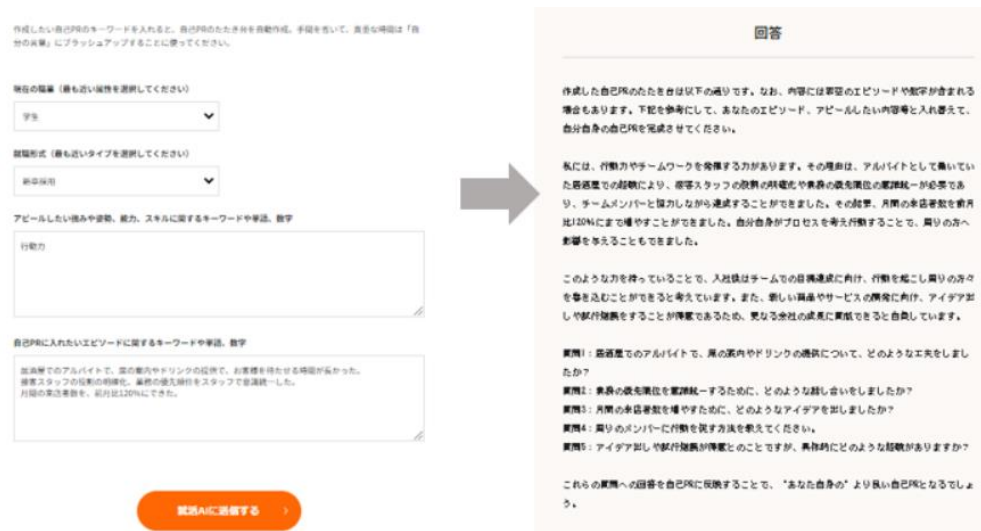 作成したい自己PRのキーワードを入れると、自己PRのたたき台を自動作成。手間を省いて、貴重な時間は「自
分の言葉」にブラッシュアップすることに使ってください。
現在の職業（最も近い属性を選択してください）
学生
就職形式（最も近いタイプを選択してください）
新卒採用
アピールしたい強みや姿勢、能力、スキルに関するキーワードや単語、数字
行動力
自己PRに入れたいエピソードに関するキーワードや単語、数字
居酒屋でのアルバイトで、席の案内やドリンクの提供で、お客様を待たせる時間が長かった。
接客スタッフの役割の明確化、業務の優先順位をスタッフで意識統一した。
月間の来店者数を、前月比120%にできた。
就活AIに送信する
回答
作成した自己PRのたたき台は以下の通りです。なお、内容には架空のエピソードや数字が含まれる
場合もあります。下記を参考にして、あなたのエピソード、アピールしたい内容等と入れ替えて、
自分自身の自己PRを完成させてください。
私には、行動力やチームワークを発揮する力があります。その理由は、アルバイトとして働いてい
た居酒屋での経験により、接客スタッフの役割の明確化や業務の優先順位の意識統一が必要であ
り、チームメンバーと協力しながら達成することができました。その結果、月間の来店者数を前月
比120%にまで増やすことができました。自分自身がプロセスを考え行動することで、周りの方へ
影響を与えることもできました。
このような力を持っていることで、入社後はチームでの目標達成に向け、行動を起こし周りの方々
を巻き込むことができると考えています。また、新しい商品やサービスの開発に向け、アイデア出
しや試行錯誤をすることが得意であるため、更なる会社の成長に貢献できると自負しています。
質問1：居酒屋でのアルバイトで、席の案内やドリンクの提供について、どのような工夫をしまし
たか？
質問2：業務の優先順位を意識統一するために、どのような話し合いをしましたか？
質問3：月間の来店者数を増やすために、どのようなアイデアを出しましたか？
質問4：周りのメンバーに行動を促す方法を教えてください。
質問5：アイデア出しや試行錯誤が得意とのことですが、具体的にどのような経験がありますか？
これらの質問への回答を自己PRに反映することで、“あなた自身の”より良い自己PRとなるでしょ
う。